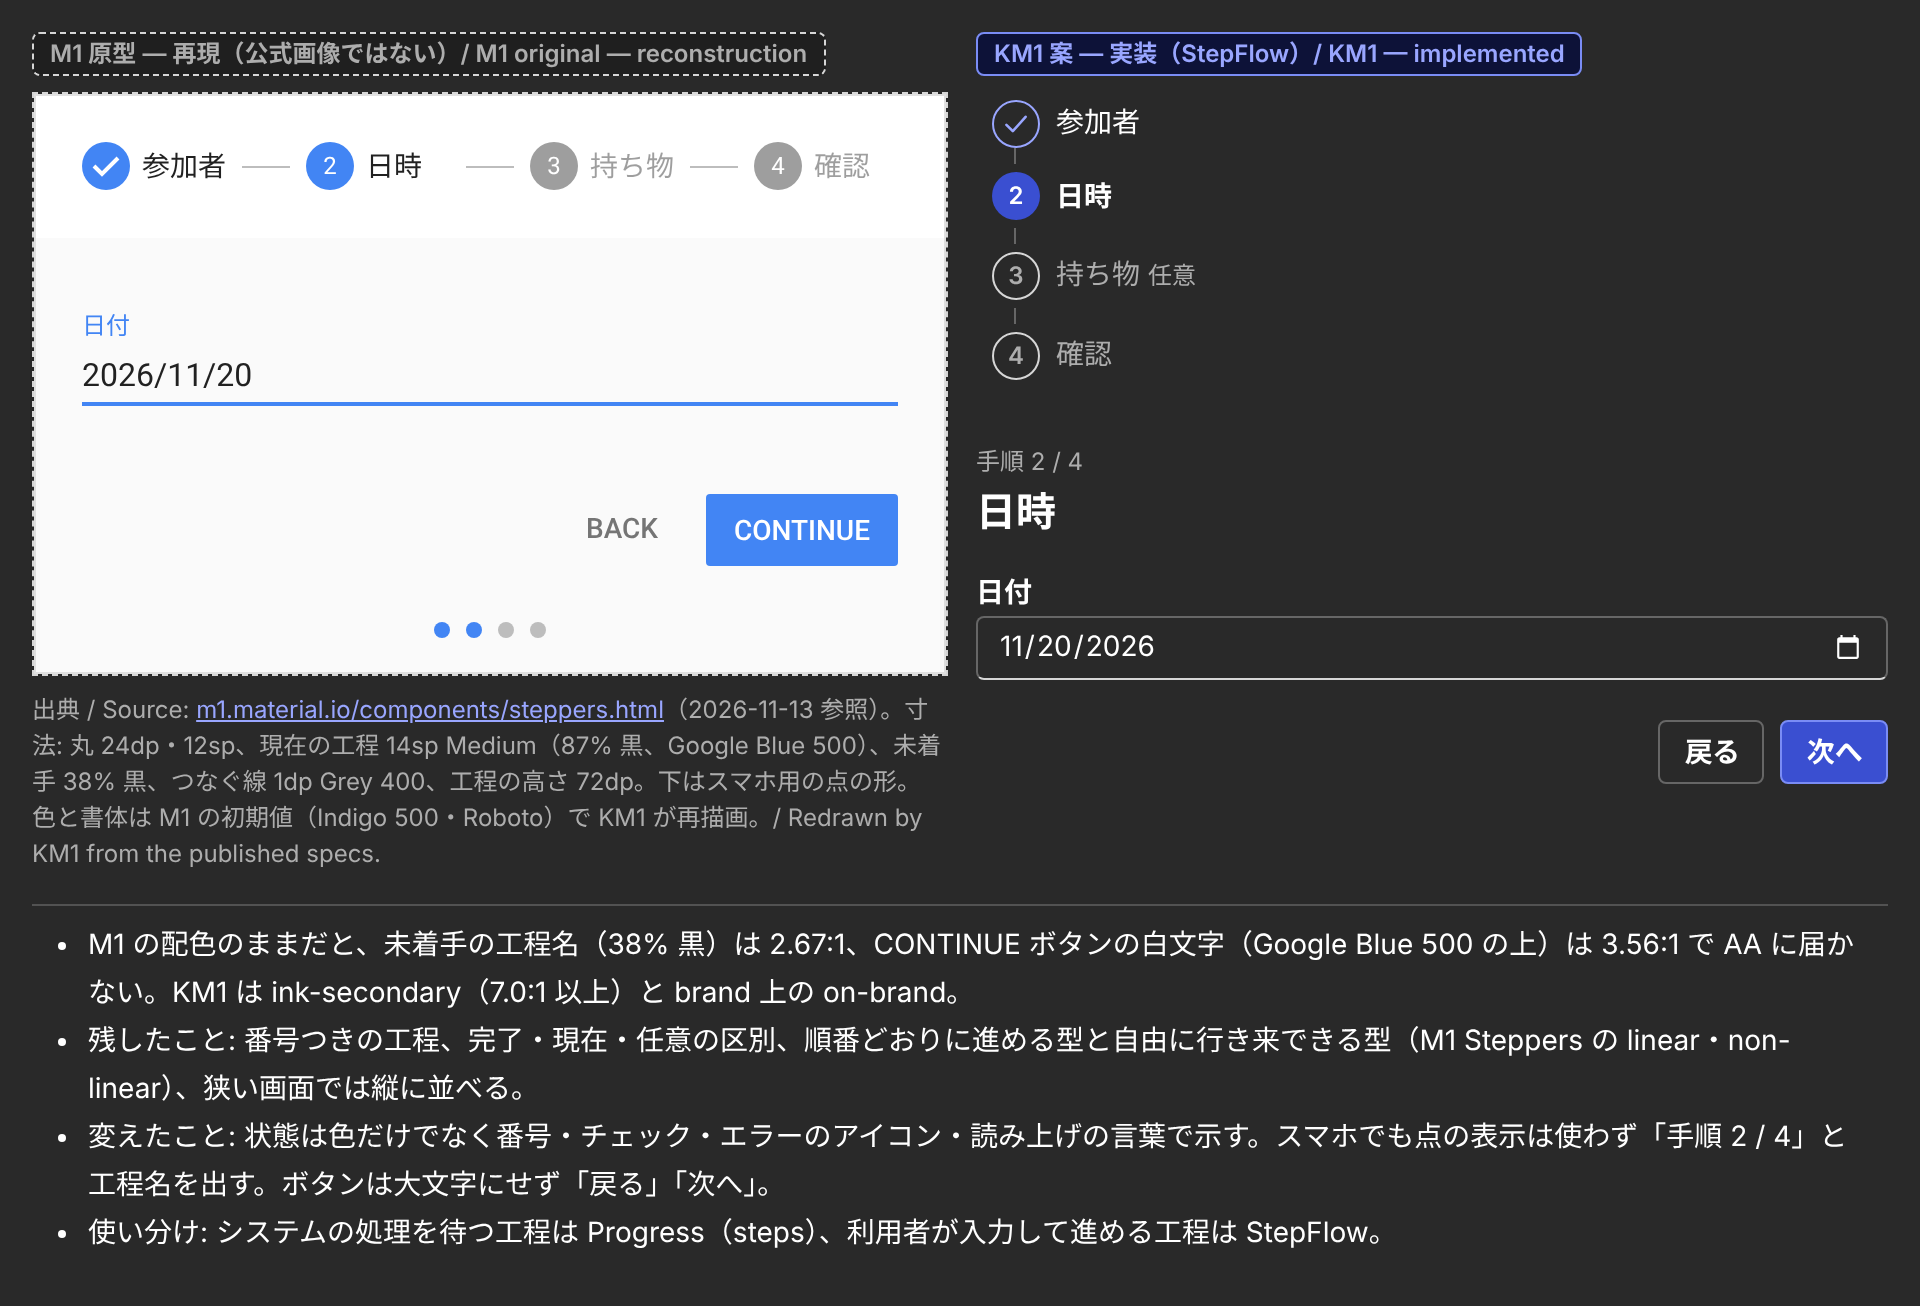 M1 原型 — 再現（公式画像ではない）/ M1 original — reconstruction
参加者
2 日時
3 持ち物
4 確認
日付
2026/11/20
BACK
CONTINUE
出典 / Source: m1.material.io/components/steppers.html（2026-11-13 参照）。寸
法: 丸 24dp・12sp、現在の工程 14sp Medium（87% 黒、Google Blue 500）、未着
手 38% 黒、つなぐ線 1dp Grey 400、工程の高さ 72dp。下はスマホ用の点の形。
色と書体は M1 の初期値（Indigo 500・Roboto）で KM1 が再描画。/ Redrawn by
KM1 from the published specs.
KM1 案 — 実装（StepFlow）/ KM1 — implemented
参加者
2 日時
3 持ち物 任意
4 確認
手順 2 / 4
日時
日付
11/20/2026
戻る
次へ
• M1 の配色のままだと、未着手の工程名（38% 黒）は 2.67:1、CONTINUE ボタンの白文字（Google Blue 500 の上）は 3.56:1 で AA に届か
ない。KM1 は ink-secondary（7.0:1 以上）と brand 上の on-brand。
• 残したこと: 番号つきの工程、完了・現在・任意の区別、順番どおりに進める型と自由に行き来できる型（M1 Steppers の linear・non-
linear）、狭い画面では縦に並べる。
• 変えたこと: 状態は色だけでなく番号・チェック・エラーのアイコン・読み上げの言葉で示す。スマホでも点の表示は使わず「手順 2 / 4」と
工程名を出す。ボタンは大文字にせず「戻る」「次へ」。
• 使い分け: システムの処理を待つ工程は Progress（steps）、利用者が入力して進める工程は StepFlow。